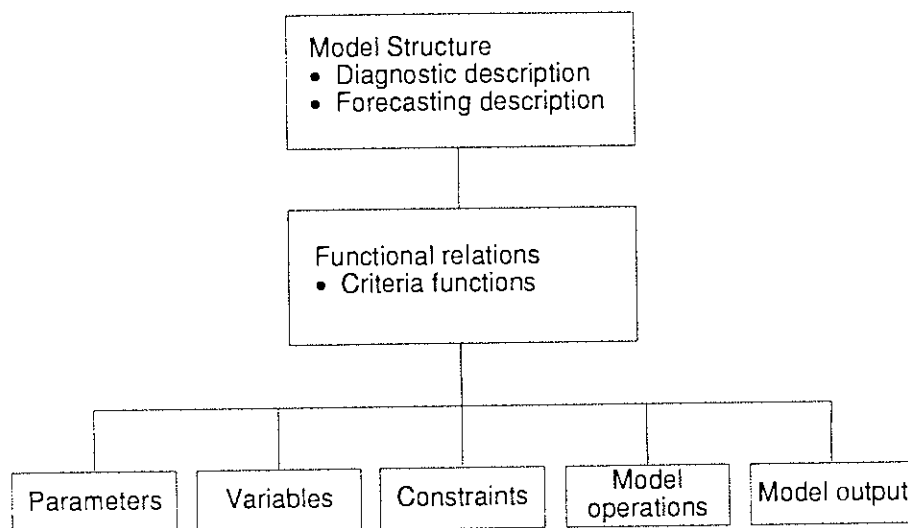 Model Structure
• Diagnostic description
• Forecasting description
Functional relations
• Criteria functions
Parameters
Variables
Constraints
Model
operations
Model output